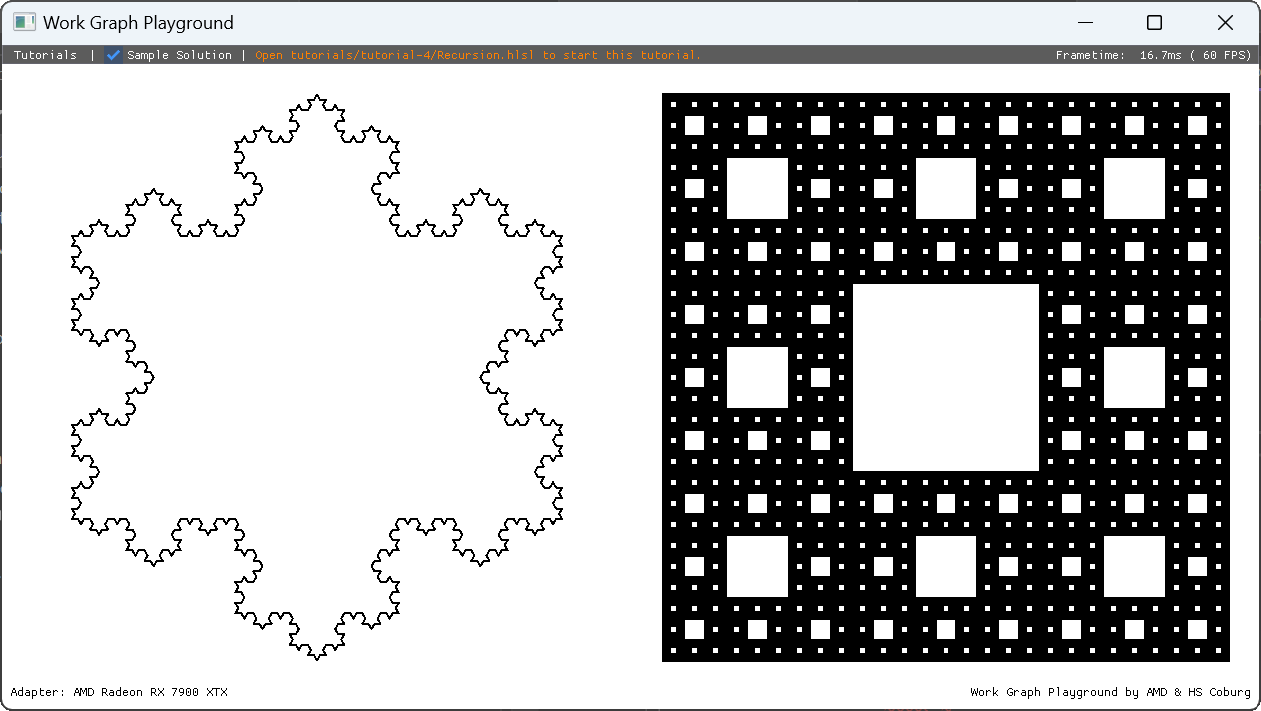 Work Graph Playground
Tutorials | Sample Solution | Open tutorials/tutorial-4/Recursion.hlsl to start this tutorial. Frametime: 16.7ms ( 60 FPS)
Adapter: AMD Radeon RX 7900 XTX Work Graph Playground by AMD & HS Coburg